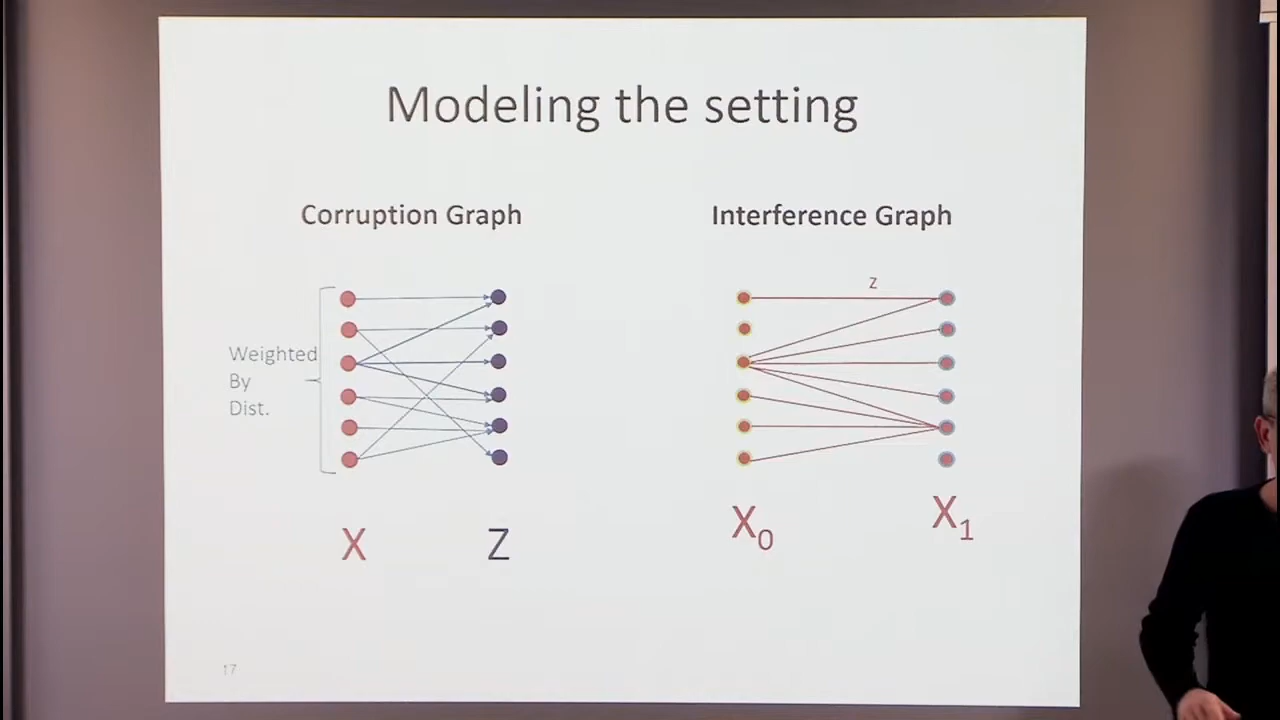 Modeling the setting
Corruption Graph
Interference Graph
z
Weighted
By
Dist.
X
Z
X₀
X₁
17